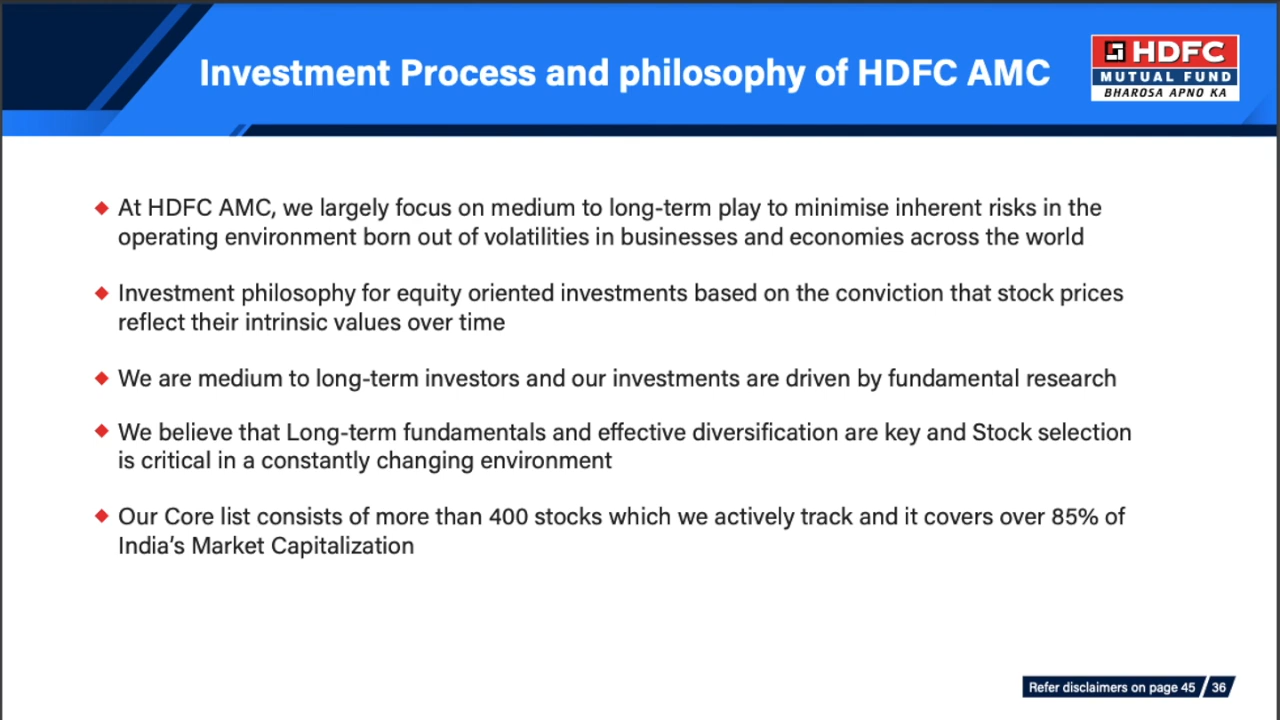 Investment Process and philosophy of HDFC AMC
HDFC
MUTUAL FUND
BHAROSA APNO KA
At HDFC AMC, we largely focus on medium to long-term play to minimise inherent risks in the
operating environment born out of volatilities in businesses and economies across the world
Investment philosophy for equity oriented investments based on the conviction that stock prices
reflect their intrinsic values over time
We are medium to long-term investors and our investments are driven by fundamental research
We believe that Long-term fundamentals and effective diversification are key and Stock selection
is critical in a constantly changing environment
Our Core list consists of more than 400 stocks which we actively track and it covers over 85% of
India’s Market Capitalization
Refer disclaimers on page 45 / 36